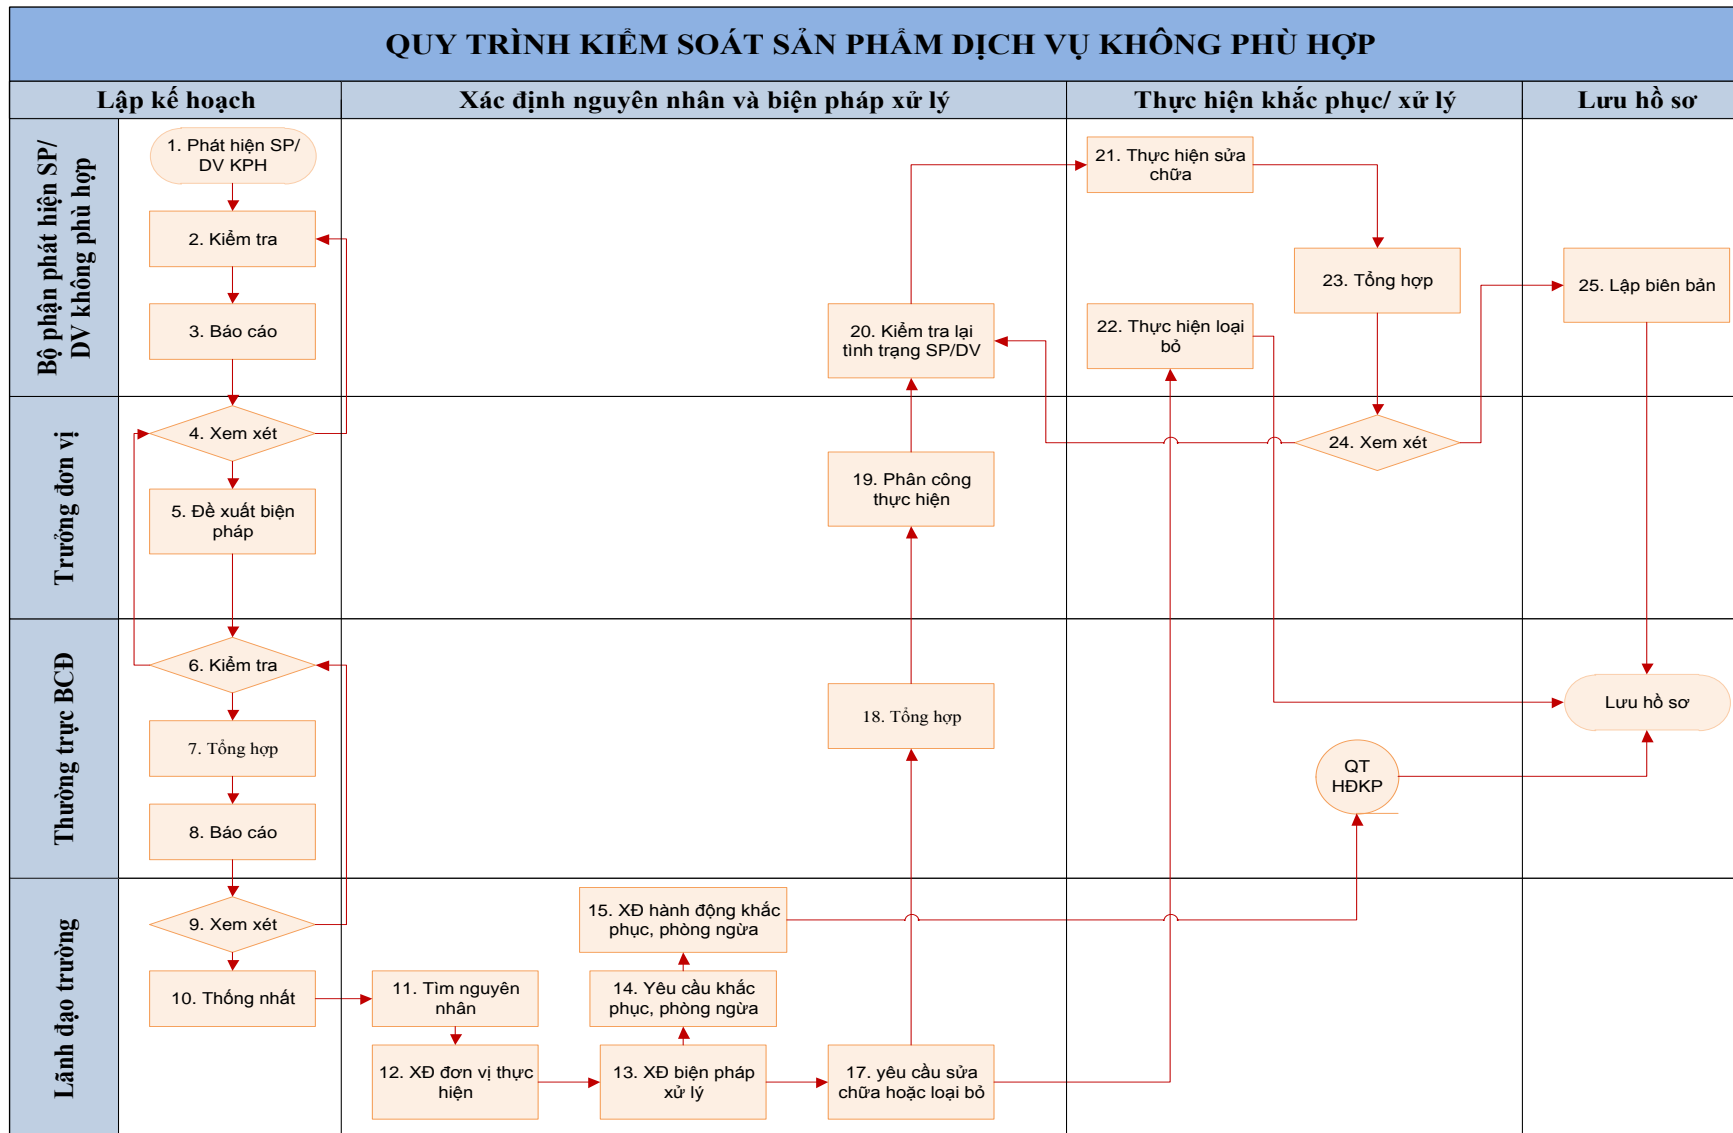 QUY TRÌNH KIỂM SOÁT SẢN PHẨM DỊCH VỤ KHÔNG PHÙ HỢP
Lập kế hoạch
Xác định nguyên nhân và biện pháp xử lý
Thực hiện khắc phục/ xử lý
Lưu hồ sơ
Bộ phận phát hiện SP/
DV không phù hợp
1. Phát hiện SP/
DV KPH
2. Kiểm tra
3. Báo cáo
20. Kiểm tra lại
tình trạng SP/DV
21. Thực hiện sửa
chữa
22. Thực hiện loại
bỏ
23. Tổng hợp
25. Lập biên bản
Trưởng đơn vị
4. Xem xét
5. Đề xuất biện
pháp
19. Phân công
thực hiện
24. Xem xét
Thường trực BCĐ
6. Kiểm tra
7. Tổng hợp
8. Báo cáo
18. Tổng hợp
QT
HĐKP
Lưu hồ sơ
Lãnh đạo trường
9. Xem xét
10. Thống nhất
11. Tìm nguyên
nhân
12. XĐ đơn vị thực
hiện
13. XĐ biện pháp
xử lý
14. Yêu cầu khắc
phục, phòng ngừa
15. XĐ hành động khắc
phục, phòng ngừa
17. yêu cầu sửa
chữa hoặc loại bỏ